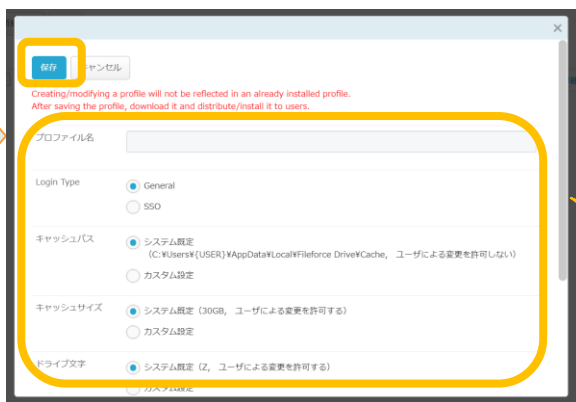 保存 キャンセル
Creating/modifying a profile will not be reflected in an already installed profile.
After saving the profile, download it and distribute/install it to users.
プロファイル名
Login Type
General
SSO
キャッシュパス
システム既定
(C:¥Users¥{USER}¥AppData¥Local¥Fileforce Drive¥Cache, ユーザによる変更を許可しない)
カスタム設定
キャッシュサイズ
システム既定（30GB, ユーザによる変更を許可する）
カスタム設定
ドライブ文字
システム既定（Z, ユーザによる変更を許可する）
カスタム設定